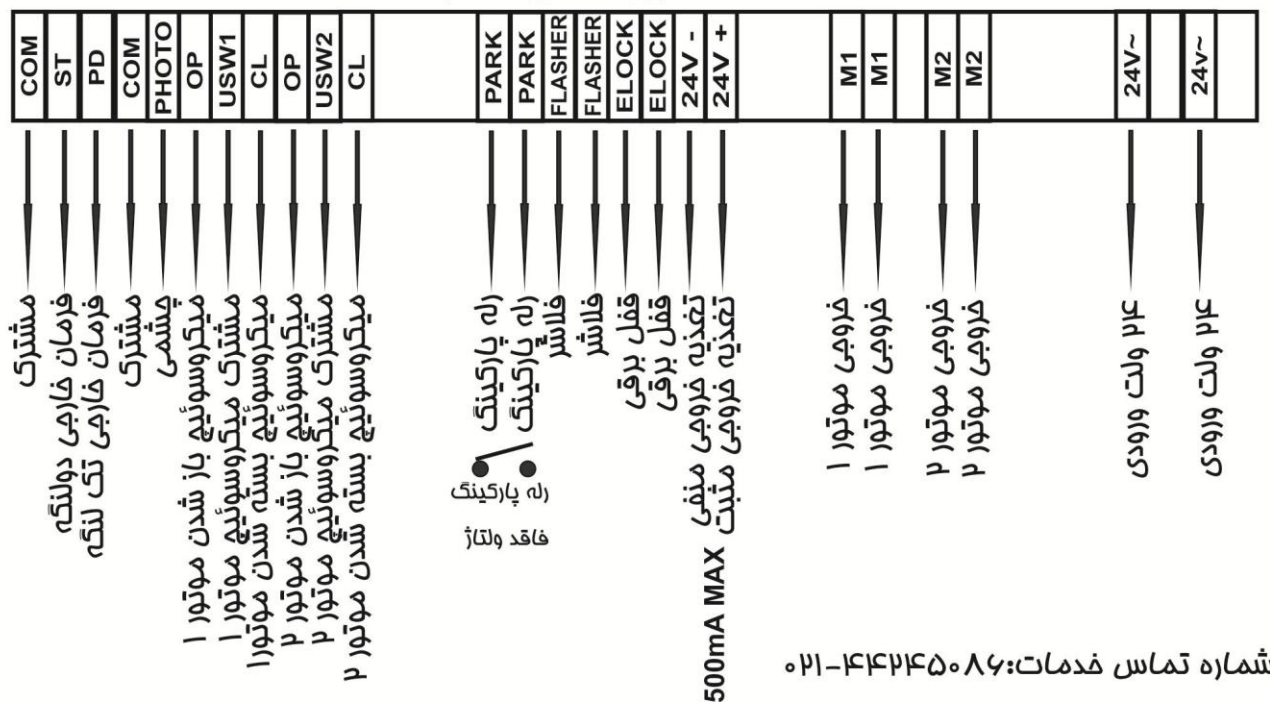 COM
ST
PD
COM
PHOTO
OP
USW1
CL
OP
USW2
CL
PARK
PARK
FLASHER
FLASHER
ELOCK
ELOCK
24V -
24V +
M1
M1
M2
M2
24V~
24v~
مشترک
فرمان خارجی دولنگه
فرمان خارجی تک لنگه
مشترک
چشمی
میکروسوئیچ باز شدن موتور ۱
مشترک میکروسوئیچ موتور ۱
میکروسوئیچ بسته شدن موتور۱
میکروسوئیچ باز شدن موتور ۲
مشترک میکروسوئیچ موتور ۲
میکروسوئیچ بسته شدن موتور ۲
رله پارکینگ
رله پارکینگ
فلاشر
فلاشر
قفل برقی
قفل برقی
تغذیه خروجی منفی
تغذیه خروجی مثبت
500mA MAX
خروجی موتور ۱
خروجی موتور ۱
خروجی موتور ۲
خروجی موتور ۲
۲۴ ولت ورودی
۲۴ ولت ورودی
رله پارکینگ
فاقد ولتاژ
شماره تماس خدمات:۰۲۱-۴۴۲۴۵۰۸۶